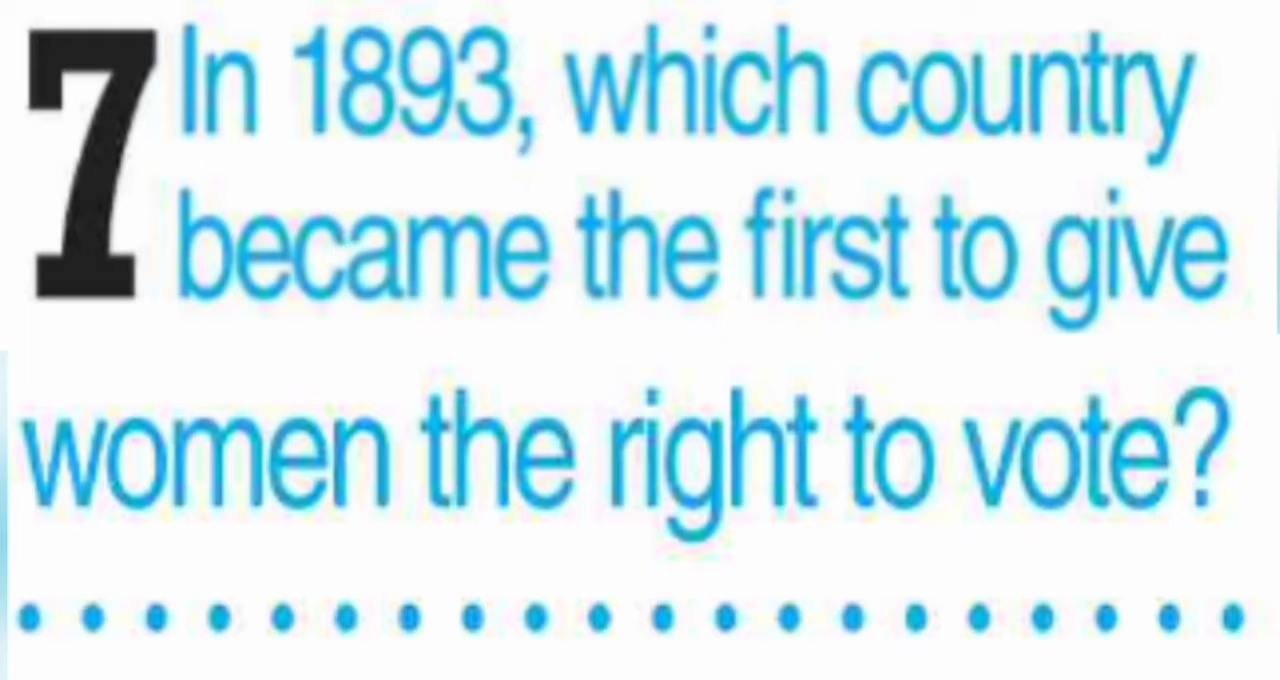 7 In 1893, which country
became the first to give
women the right to vote?